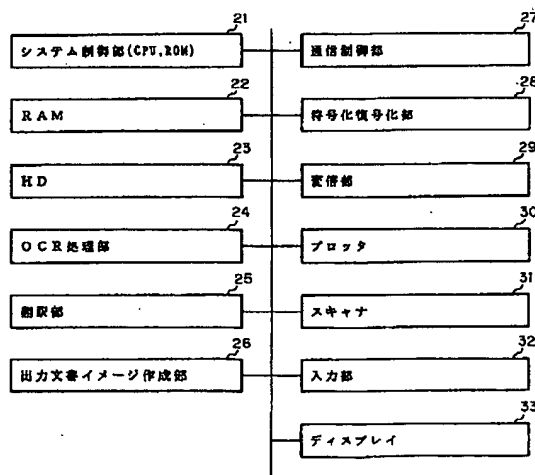 21
システム制御部(CPU,ROM)
22
RAM
23
HD
24
OCR処理部
25
翻訳部
26
出力文書イメージ作成部
27
通信制御部
28
符号化復号化部
29
変信部
30
プロッタ
31
スキャナ
32
入力部
33
ディスプレイ